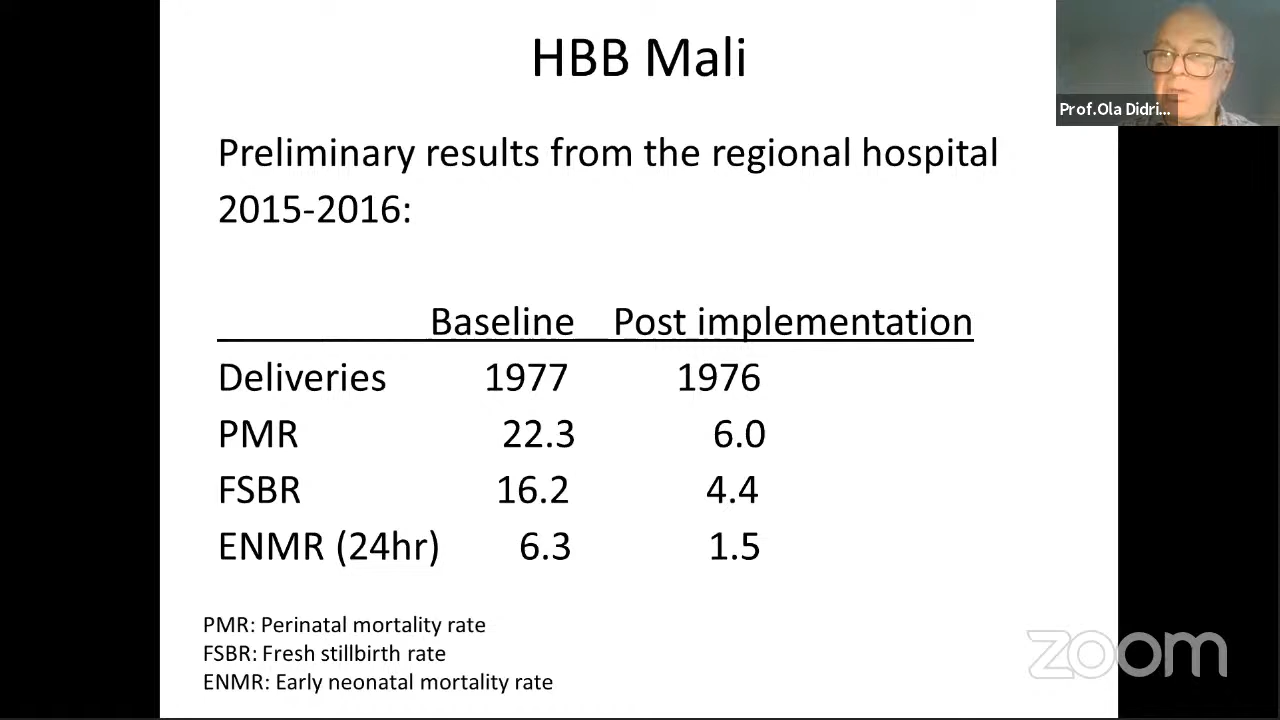 HBB Mali
Prof.Ola Didri...
Preliminary results from the regional hospital
2015-2016:
Baseline Post implementation
Deliveries 1977 1976
PMR 22.3 6.0
FSBR 16.2 4.4
ENMR (24hr) 6.3 1.5
PMR: Perinatal mortality rate
FSBR: Fresh stillbirth rate
ENMR: Early neonatal mortality rate
zoom